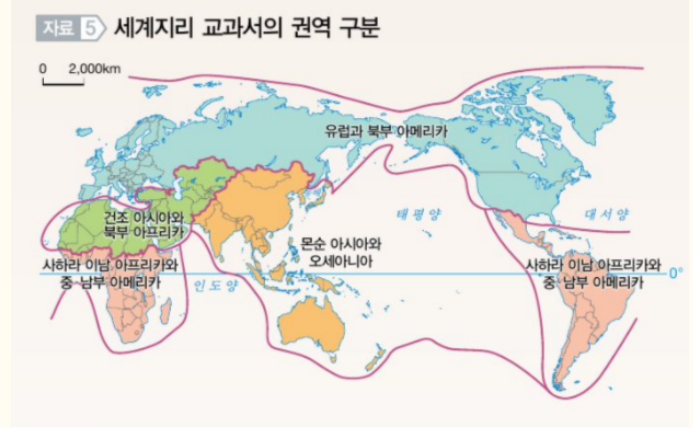 자료 5 세계지리 교과서의 권역 구분
0 2,000km
유럽과 북부 아메리카
건조 아시아와
북부 아프리카
태평양
대서양
몬순 아시아와
오세아니아
사하라 이남 아프리카와
중·남부 아메리카
인도양
사하라 이남 아프리카와
중·남부 아메리카
0°